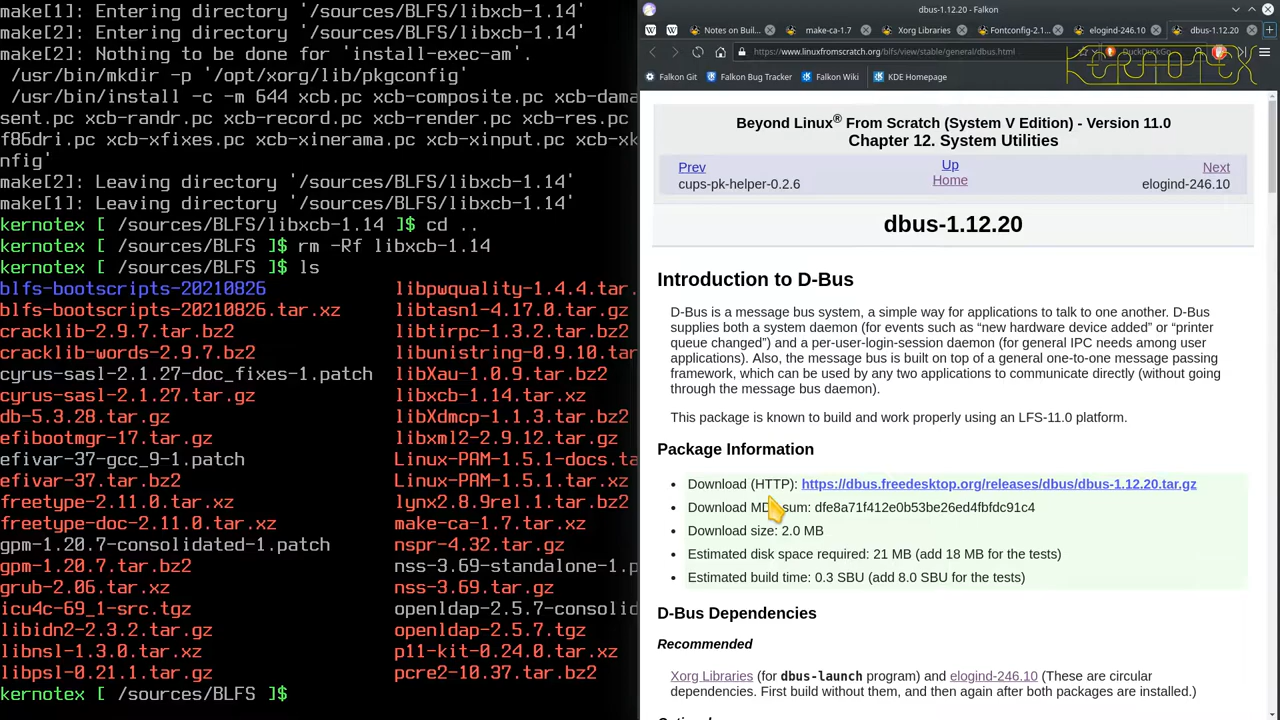 make[1]: Entering directory '/sources/BLFS/libxcb-1.14'
make[2]: Entering directory '/sources/BLFS/libxcb-1.14'
make[2]: Nothing to be done for 'install-exec-am'.
/usr/bin/mkdir -p '/opt/xorg/lib/pkgconfig'
/usr/bin/install -c -m 644 xcb.pc xcb-composite.pc xcb-dama
sent.pc xcb-randr.pc xcb-record.pc xcb-render.pc xcb-res.pc
f86dri.pc xcb-xfixes.pc xcb-xinerama.pc xcb-xinput.pc xcb-xk
nfig'
make[2]: Leaving directory '/sources/BLFS/libxcb-1.14'
make[1]: Leaving directory '/sources/BLFS/libxcb-1.14'
kernotex [ /sources/BLFS/libxcb-1.14 ]$ cd ..
kernotex [ /sources/BLFS ]$ rm -Rf libxcb-1.14
kernotex [ /sources/BLFS ]$ ls
blfs-bootscripts-20210826 libpwquality-1.4.4.tar.
blfs-bootscripts-20210826.tar.xz libtasn1-4.17.0.tar.gz
cracklib-2.9.7.tar.bz2 libtirpc-1.3.2.tar.bz2
cracklib-words-2.9.7.bz2 libunistring-0.9.10.tar
cyrus-sasl-2.1.27-doc_fixes-1.patch libXau-1.0.9.tar.bz2
cyrus-sasl-2.1.27.tar.gz libxcb-1.14.tar.xz
db-5.3.28.tar.gz libXdmcp-1.1.3.tar.bz2
efibootmgr-17.tar.gz libxml2-2.9.12.tar.gz
efivar-37-gcc_9-1.patch Linux-PAM-1.5.1-docs.ta
efivar-37.tar.bz2 Linux-PAM-1.5.1.tar.xz
freetype-2.11.0.tar.xz lynx2.8.9rel.1.tar.bz2
freetype-doc-2.11.0.tar.xz make-ca-1.7.tar.xz
gpm-1.20.7-consolidated-1.patch nspr-4.32.tar.gz
gpm-1.20.7.tar.bz2 nss-3.69-standalone-1.p
grub-2.06.tar.xz nss-3.69.tar.gz
icu4c-69_1-src.tgz openldap-2.5.7-consolid
libidn2-2.3.2.tar.gz openldap-2.5.7.tgz
libnsl-1.3.0.tar.xz p11-kit-0.24.0.tar.xz
libpsl-0.21.1.tar.gz pcre2-10.37.tar.bz2
kernotex [ /sources/BLFS ]$
dbus-1.12.20 - Falkon
Notes on Buil... make-ca-1.7 Xorg Libraries Fontconfig-2.1... elogind-246.10 dbus-1.12.20
https://www.linuxfromscratch.org/blfs/view/stable/general/dbus.html DuckDuckGo
KERNOTEX
Falkon Git Falkon Bug Tracker Falkon Wiki KDE Homepage
Beyond Linux® From Scratch (System V Edition) - Version 11.0
Chapter 12. System Utilities
Prev Up Next
cups-pk-helper-0.2.6 Home elogind-246.10
dbus-1.12.20
Introduction to D-Bus
D-Bus is a message bus system, a simple way for applications to talk to one another. D-Bus
supplies both a system daemon (for events such as “new hardware device added” or “printer
queue changed”) and a per-user-login-session daemon (for general IPC needs among user
applications). Also, the message bus is built on top of a general one-to-one message passing
framework, which can be used by any two applications to communicate directly (without going
through the message bus daemon).
This package is known to build and work properly using an LFS-11.0 platform.
Package Information
• Download (HTTP): https://dbus.freedesktop.org/releases/dbus/dbus-1.12.20.tar.gz
• Download MD5 sum: dfe8a71f412e0b53be26ed4fbfdc91c4
• Download size: 2.0 MB
• Estimated disk space required: 21 MB (add 18 MB for the tests)
• Estimated build time: 0.3 SBU (add 8.0 SBU for the tests)
D-Bus Dependencies
Recommended
Xorg Libraries (for dbus-launch program) and elogind-246.10 (These are circular
dependencies. First build without them, and then again after both packages are installed.)